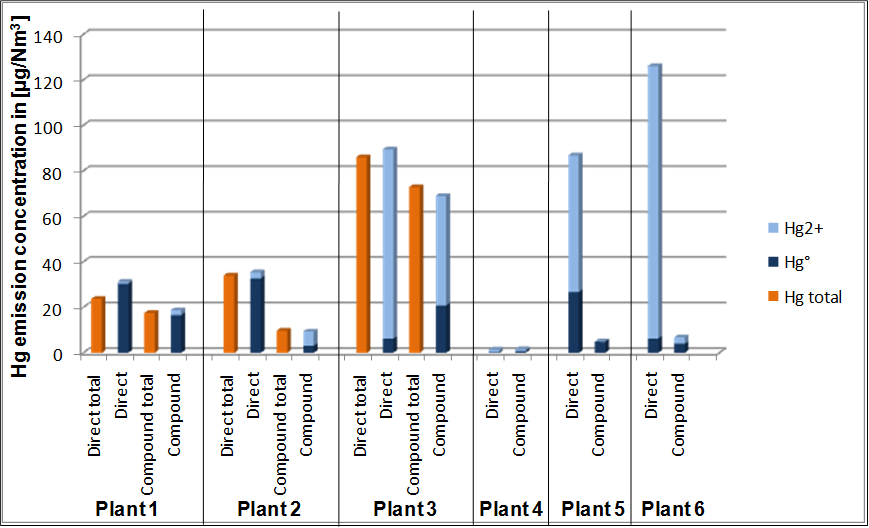 Hg emission concentration in [µg/Nm³]
140
120
100
80
60
40
20
0
Hg2+
Hg°
Hg total
Direct total
Direct
Compound total
Compound
Direct total
Direct
Compound total
Compound
Direct total
Direct
Compound total
Compound
Direct
Compound
Direct
Compound
Direct
Compound
Plant 1
Plant 2
Plant 3
Plant 4
Plant 5
Plant 6